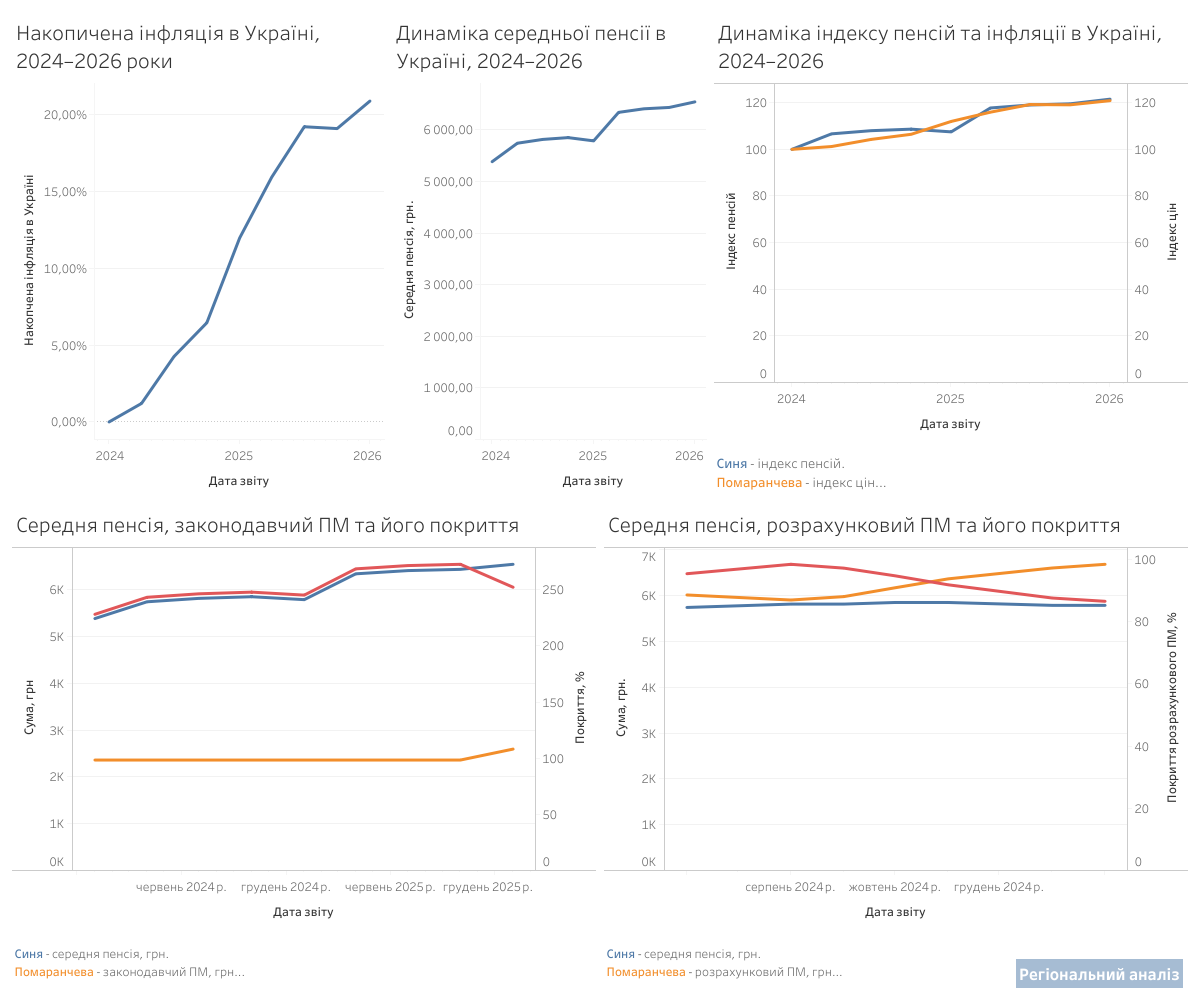 Накопичена інфляція в Україні,
2024–2026 роки
Накопчена інфляція в Україні
20,00%
15,00%
10,00%
5,00%
0,00%
2024
2025
2026
Дата звіту
Динаміка середньої пенсії в
Україні, 2024–2026
Середня пенсія, грн.
6 000,00
5 000,00
4 000,00
3 000,00
2 000,00
1 000,00
0,00
2024
2025
2026
Дата звіту
Динаміка індексу пенсій та інфляції в Україні,
2024–2026
Індекс пенсій
120
100
80
60
40
20
0
120
100
80
60
40
20
0
Індекс цін
2024
2025
2026
Дата звіту
Синя - індекс пенсій.
Помаранчева - індекс цін...
Середня пенсія, законодавчий ПМ та його покриття
Сума, грн
6K
5K
4K
3K
2K
1K
0K
250
200
150
100
50
0
Покриття, %
червень 2024 р.
грудень 2024 р.
червень 2025 р.
грудень 2025 р.
Дата звіту
Синя - середня пенсія, грн.
Помаранчева - законодавчий ПМ, грн...
Середня пенсія, розрахунковий ПМ та його покриття
Сума, грн.
7K
6K
5K
4K
3K
2K
1K
0K
100
80
60
40
20
0
Покриття розрахункового ПМ, %
серпень 2024 р.
жовтень 2024 р.
грудень 2024 р.
Дата звіту
Синя - середня пенсія, грн.
Помаранчева - розрахунковий ПМ, грн...
Регіональний аналіз